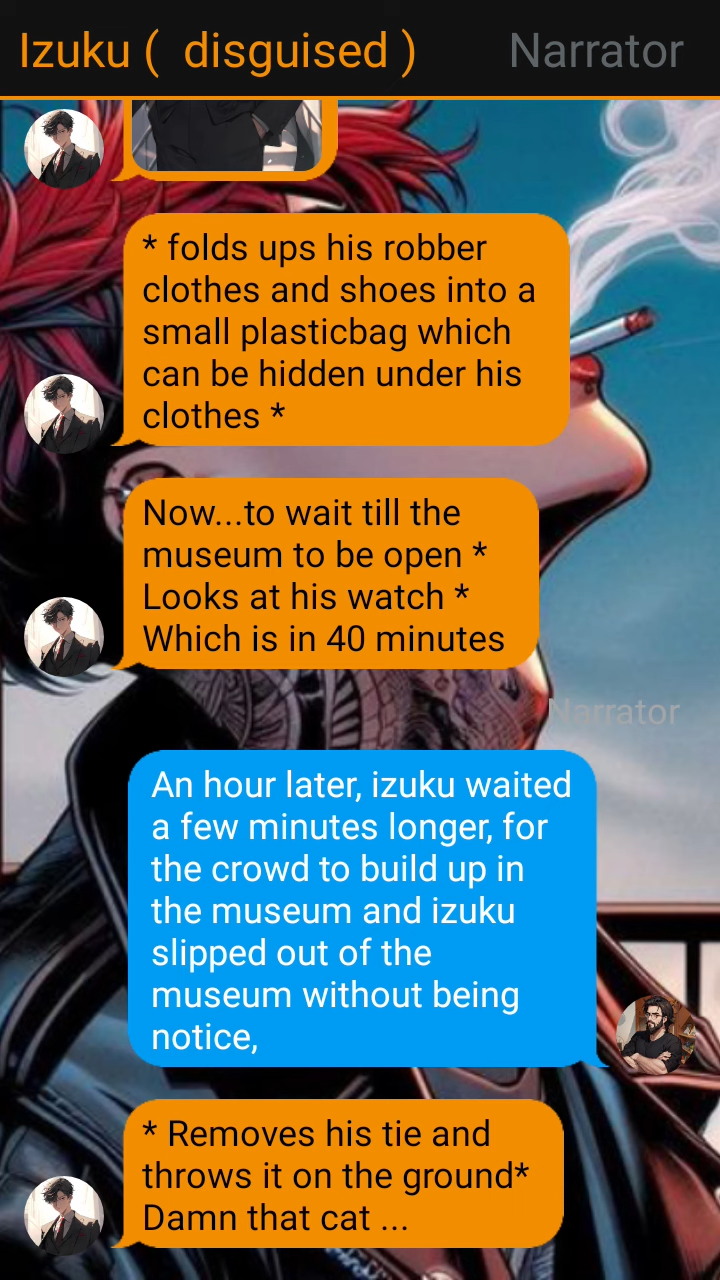 Izuku (  disguised )
Narrator
* folds ups his robber
clothes and shoes into a
small plasticbag which
can be hidden under his
clothes *
Now...to wait till the
museum to be open *
Looks at his watch *
Which is in 40 minutes
Narrator
An hour later, izuku waited
a few minutes longer, for
the crowd to build up in
the museum and izuku
slipped out of the
museum without being
notice,
* Removes his tie and
throws it on the ground*
Damn that cat ...